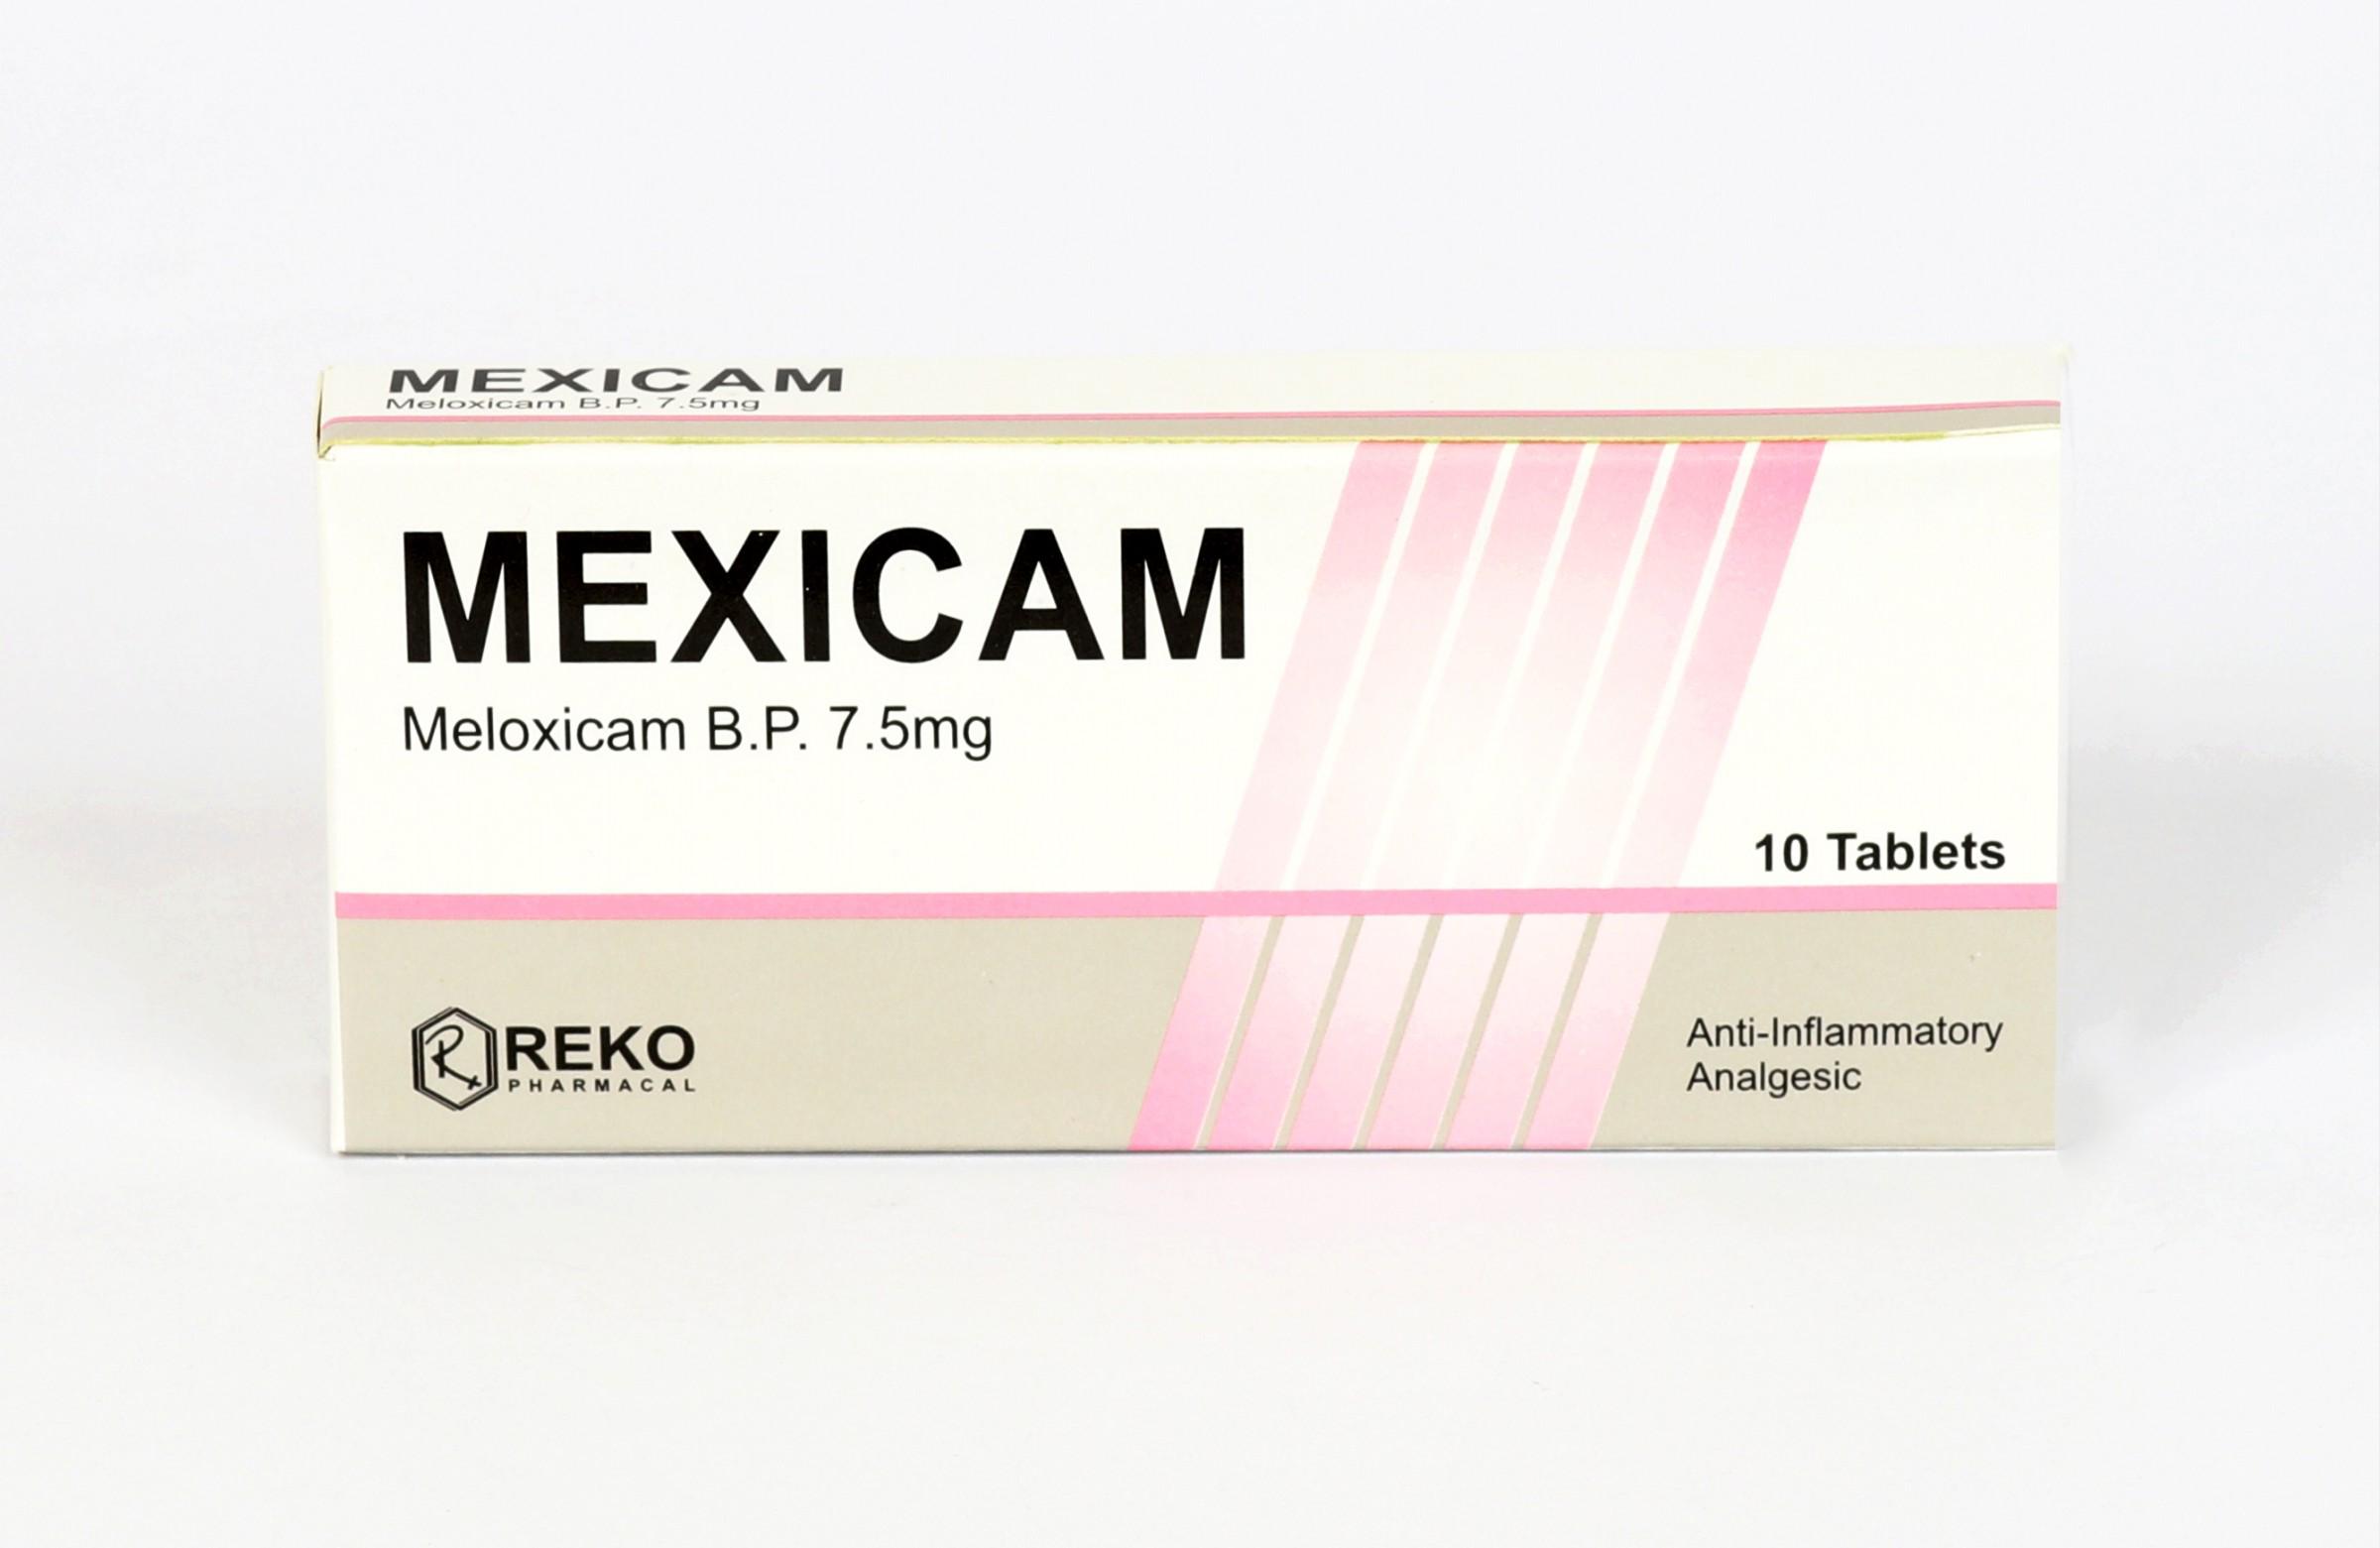 MEXICAM
Meloxicam B.P. 7.5mg
MEXICAM
Meloxicam B.P. 7.5mg
10 Tablets
REKO
PHARMACAL
Anti-Inflammatory
Analgesic